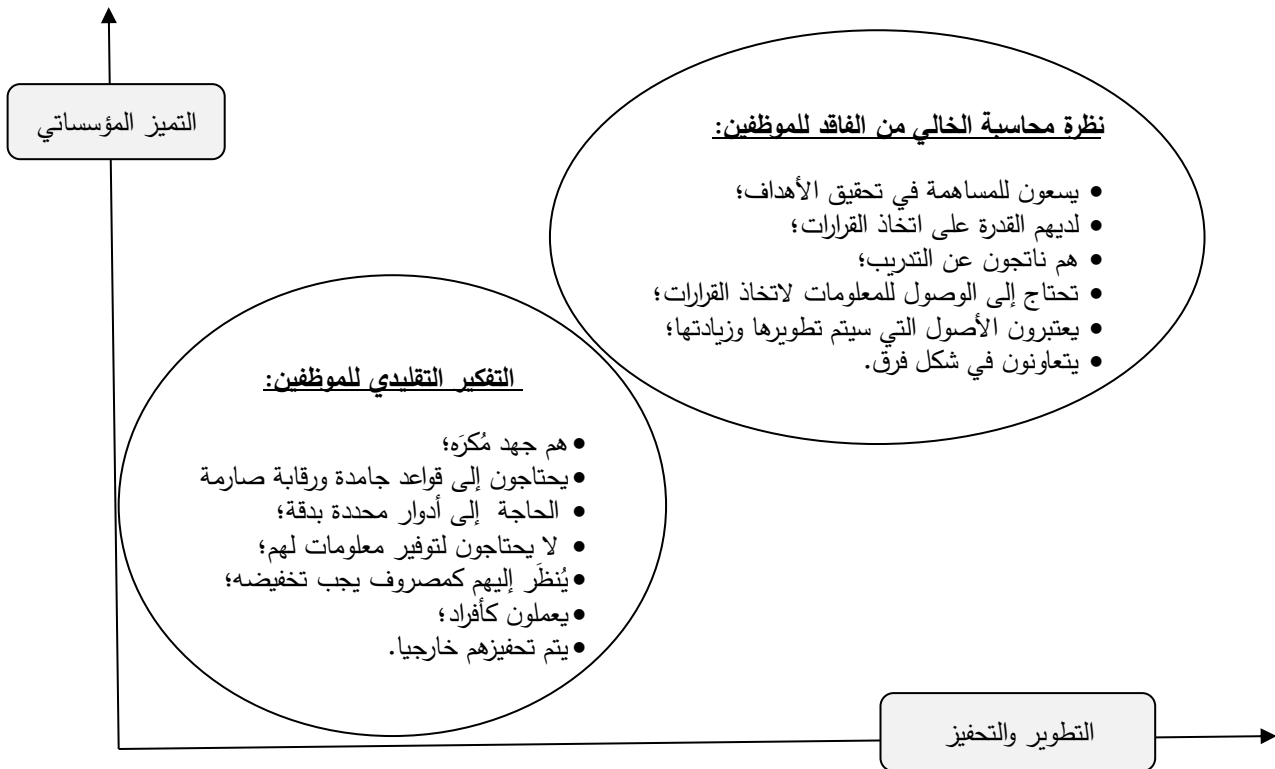 التميز المؤسساتي
نظرة محاسبة الخالي من الفاقد للموظفين:
• يسعون للمساهمة في تحقيق الأهداف؛
• لديهم القدرة على اتخاذ القرارات؛
• هم ناتجون عن التدريب؛
• تحتاج إلى الوصول للمعلومات لاتخاذ القرارات؛
• يعتبرون الأصول التي سيتم تطويرها وزيادتها؛
• يتعاونون في شكل فرق.
التفكير التقليدي للموظفين:
• هم جهد مُكرَه؛
• يحتاجون إلى قواعد جامدة ورقابة صارمة
• الحاجة إلى أدوار محددة بدقة؛
• لا يحتاجون لتوفير معلومات لهم؛
• يُنظَر إليهم كمصروف يجب تخفيضه؛
• يعملون كأفراد؛
• يتم تحفيزهم خارجيا.
التطوير والتحفيز